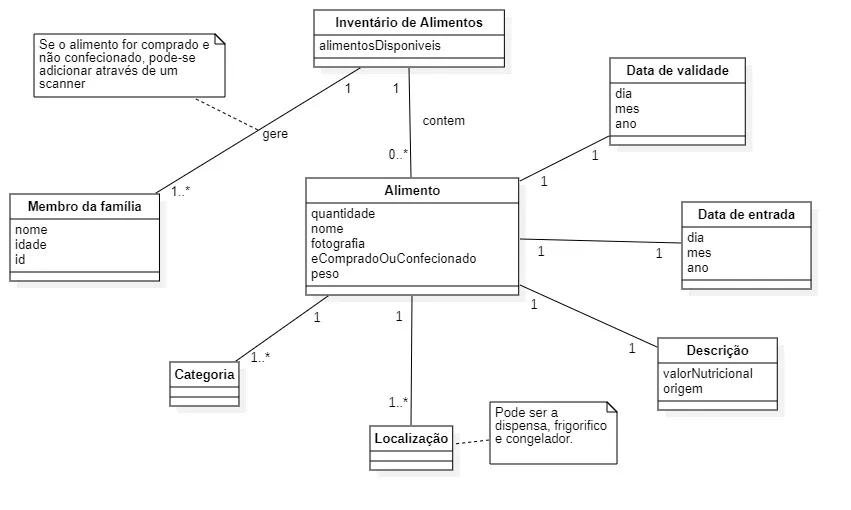 Inventário de Alimentos
alimentosDisponiveis
Se o alimento for comprado e
não confecionado, pode-se
adicionar através de um
scanner
1
1
gere
contem
1..*
0..*
Data de validade
dia
mes
ano
1
1
Membro da família
nome
idade
id
Alimento
quantidade
nome
fotografia
eCompradoOuConfecionado
peso
Data de entrada
dia
mes
ano
1
1
1
1
1
1
1..*
1..*
Categoria
Descrição
valorNutricional
origem
Localização
Pode ser a
dispensa, frigorifico
e congelador.